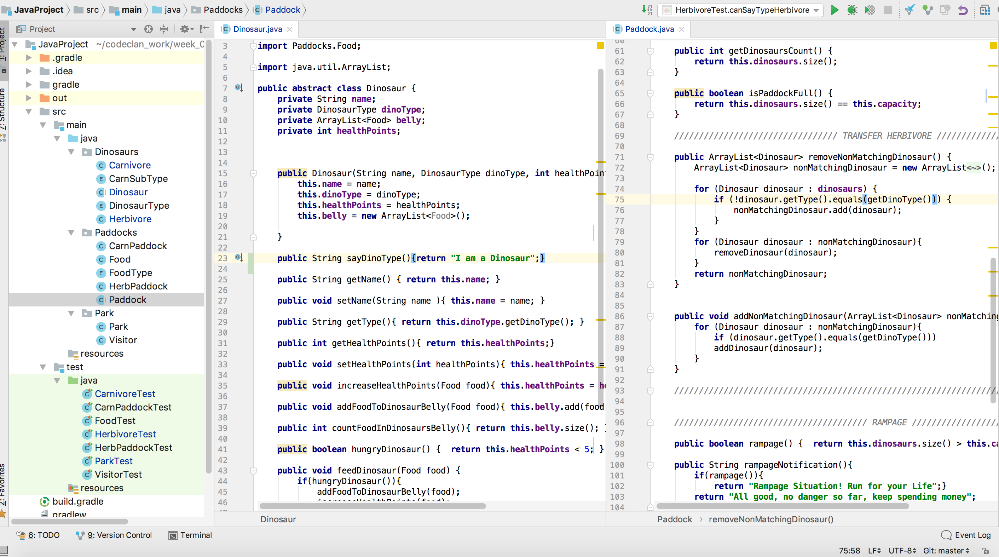 JavaProject src main java Paddocks Paddock
HerbivoreTest.canSayTypeHerbivore
1: Project
7: Structure
2: Favorites
Project
JavaProject ~/codeclan_work/week_0
.gradle
.idea
gradle
out
src
main
java
Dinosaurs
Carnivore
CarnSubType
Dinosaur
DinosaurType
Herbivore
Paddocks
CarnPaddock
Food
FoodType
HerbPaddock
Paddock
Park
Park
Visitor
resources
test
java
CarnivoreTest
CarnPaddockTest
FoodTest
HerbivoreTest
HerbPaddockTest
ParkTest
VisitorTest
resources
build.gradle
gradlew
Dinosaur.java
3 import Paddocks.Food;
4
5 import java.util.ArrayList;
6
7 public abstract class Dinosaur {
8 private String name;
9 private DinosaurType dinoType;
10 private ArrayList<Food> belly;
11 private int healthPoints;
12
13
14
15 public Dinosaur(String name, DinosaurType dinoType, int healthPoin
16 this.name = name;
17 this.dinoType = dinoType;
18 this.healthPoints = healthPoints;
19 this.belly = new ArrayList<Food>();
20
21 }
22
23 public String sayDinoType(){return "I am a Dinosaur";}
24
25 public String getName() { return this.name; }
26
27 public void setName(String name ){ this.name = name; }
28
29 public String getType(){ return this.dinoType.getDinoType(); }
30
31 public int getHealthPoints(){ return this.healthPoints;}
32
33 public void setHealthPoints(int healthPoints){ this.healthPoints =
34
35 public void increaseHealthPoints(Food food){ this.healthPoints = he
36
37 public void addFoodToDinosaurBelly(Food food){ this.belly.add(food
38
39 public int countFoodInDinosaursBelly(){ return this.belly.size(); }
40
41 public boolean hungryDinosaur() { return this.healthPoints < 5; }
42
43 public void feedDinosaur(Food food) {
44 if(hungryDinosaur()){
45 addFoodToDinosaurBelly(food);
46 increaseHealthPoints(food);
Dinosaur
Paddock.java
60
61 public int getDinosaursCount() {
62 return this.dinosaurs.size();
63 }
64
65 public boolean isPaddockFull() {
66 return this.dinosaurs.size() == this.capacity;
67 }
68
69 ///////////////////////////////// TRANSFER HERBIVORE /////////////
70
71 public ArrayList<Dinosaur> removeNonMatchingDinosaur() {
72 ArrayList<Dinosaur> nonMatchingDinosaur = new ArrayList<~>();
73
74 for (Dinosaur dinosaur : dinosaurs) {
75 if (!dinosaur.getType().equals(getDinoType())) {
76 nonMatchingDinosaur.add(dinosaur);
77 }
78 }
79 for (Dinosaur dinosaur : nonMatchingDinosaur){
80 removeDinosaur(dinosaur);
81 }
82 return nonMatchingDinosaur;
83 }
84
85
86 public void addNonMatchingDinosaur(ArrayList<Dinosaur> nonMatching
87 for (Dinosaur dinosaur : nonMatchingDinosaur){
88 if (dinosaur.getType().equals(getDinoType()))
89 addDinosaur(dinosaur);
90 }
91 }
92
93 /////////////////////////////////////////////////////////////////
94
95
96 /////////////////////////////////////// RAMPAGE //////////////////
97
98 public boolean rampage() { return this.dinosaurs.size() > this.ca
99
100 public String rampageNotification(){
101 if(rampage()){
102 return "Rampage Situation! Run for your Life";}
103 return "All good, no danger so far, keep spending money";
104
Paddock › removeNonMatchingDinosaur()
6: TODO 9: Version Control Terminal Event Log
75:58 LF UTF-8 Git: master